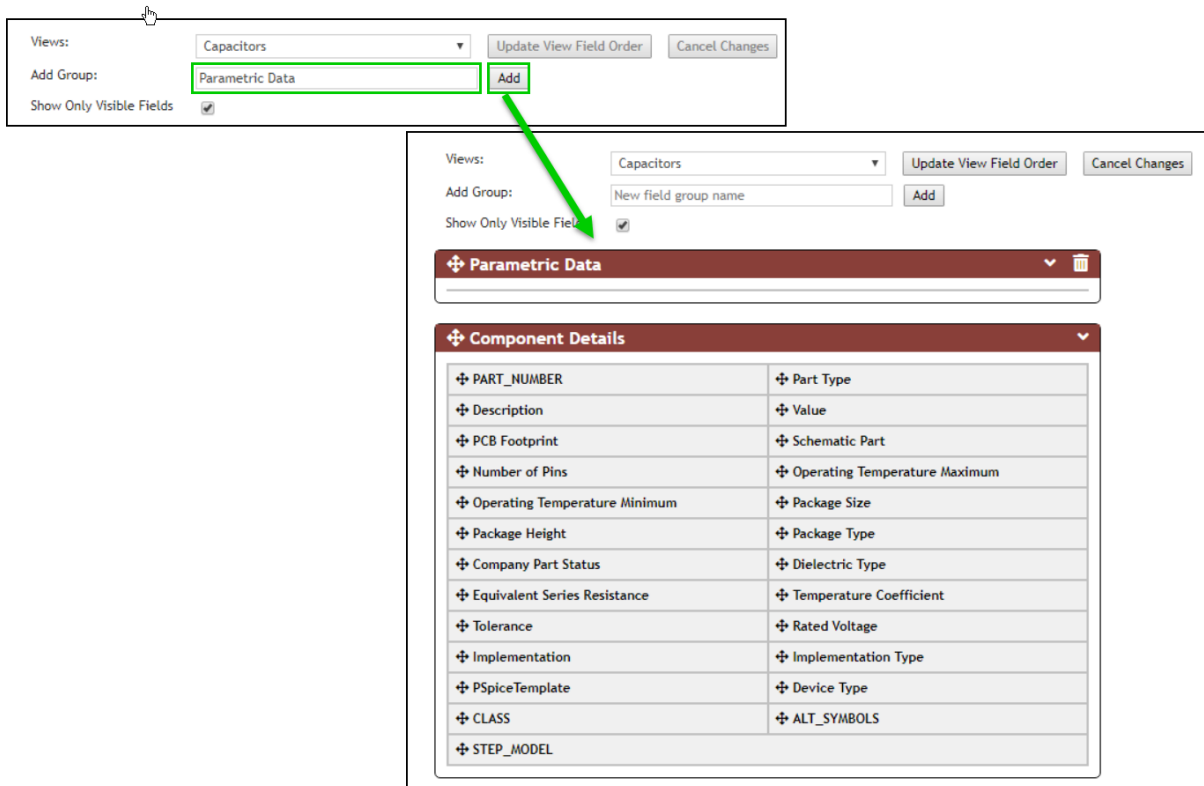 Views: Capacitors Update View Field Order Cancel Changes
Add Group: Parametric Data Add
Show Only Visible Fields
Views: Capacitors Update View Field Order Cancel Changes
Add Group: New field group name Add
Show Only Visible Fiel
Parametric Data
Component Details
PART_NUMBER Part Type
Description Value
PCB Footprint Schematic Part
Number of Pins Operating Temperature Maximum
Operating Temperature Minimum Package Size
Package Height Package Type
Company Part Status Dielectric Type
Equivalent Series Resistance Temperature Coefficient
Tolerance Rated Voltage
Implementation Implementation Type
PSpiceTemplate Device Type
CLASS ALT_SYMBOLS
STEP_MODEL